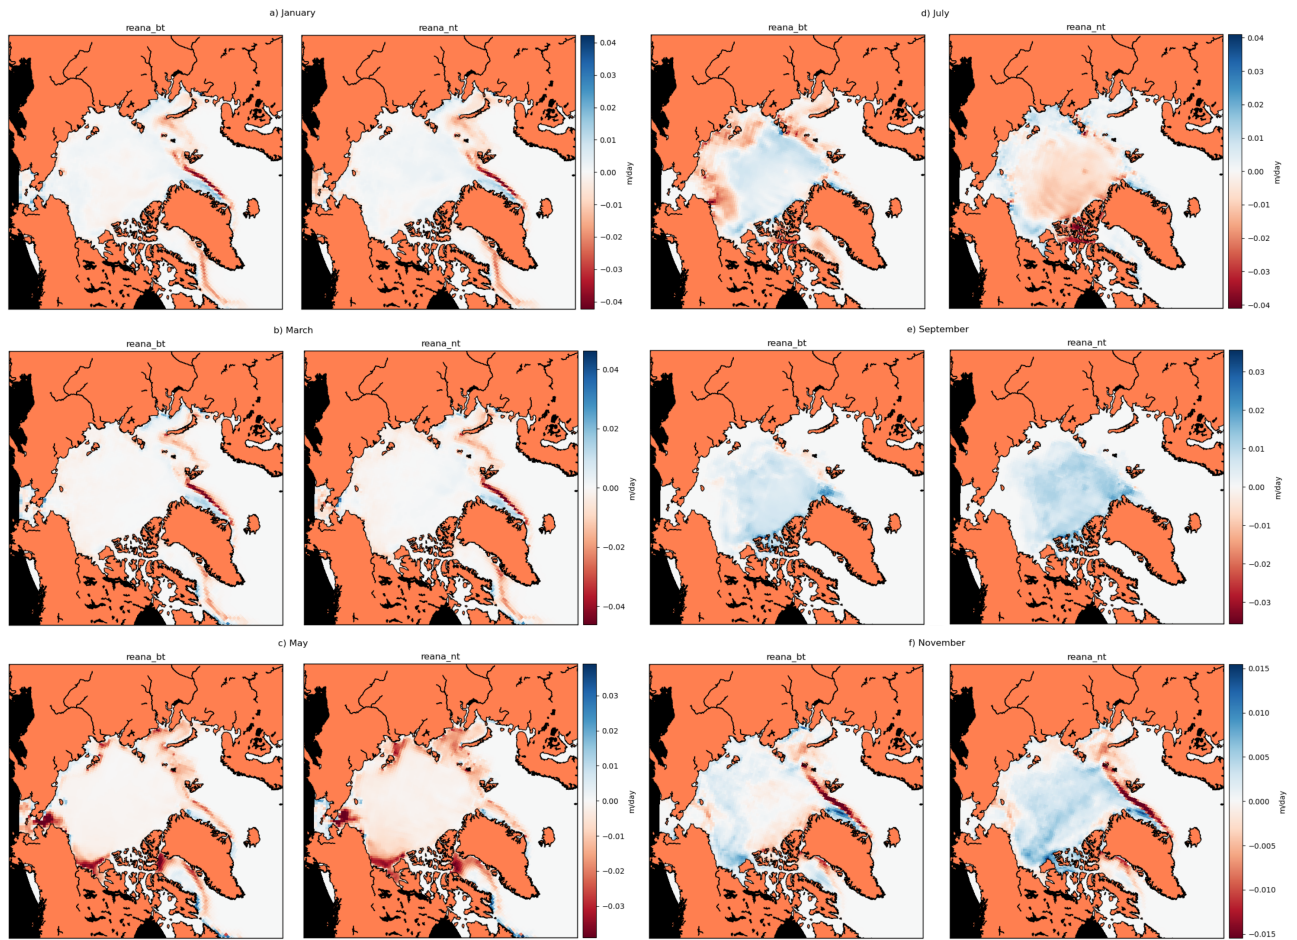 a) January
reana_bt
reana_nt
0.04
0.03
0.02
0.01
0.00
−0.01
−0.02
−0.03
−0.04
m/day
d) July
reana_bt
reana_nt
0.04
0.03
0.02
0.01
0.00
−0.01
−0.02
−0.03
−0.04
m/day
b) March
reana_bt
reana_nt
0.04
0.02
0.00
−0.02
−0.04
m/day
e) September
reana_bt
reana_nt
0.03
0.02
0.01
0.00
−0.01
−0.02
−0.03
m/day
c) May
reana_bt
reana_nt
0.03
0.02
0.01
0.00
−0.01
−0.02
−0.03
m/day
f) November
reana_bt
reana_nt
0.015
0.010
0.005
0.000
−0.005
−0.010
−0.015
m/day